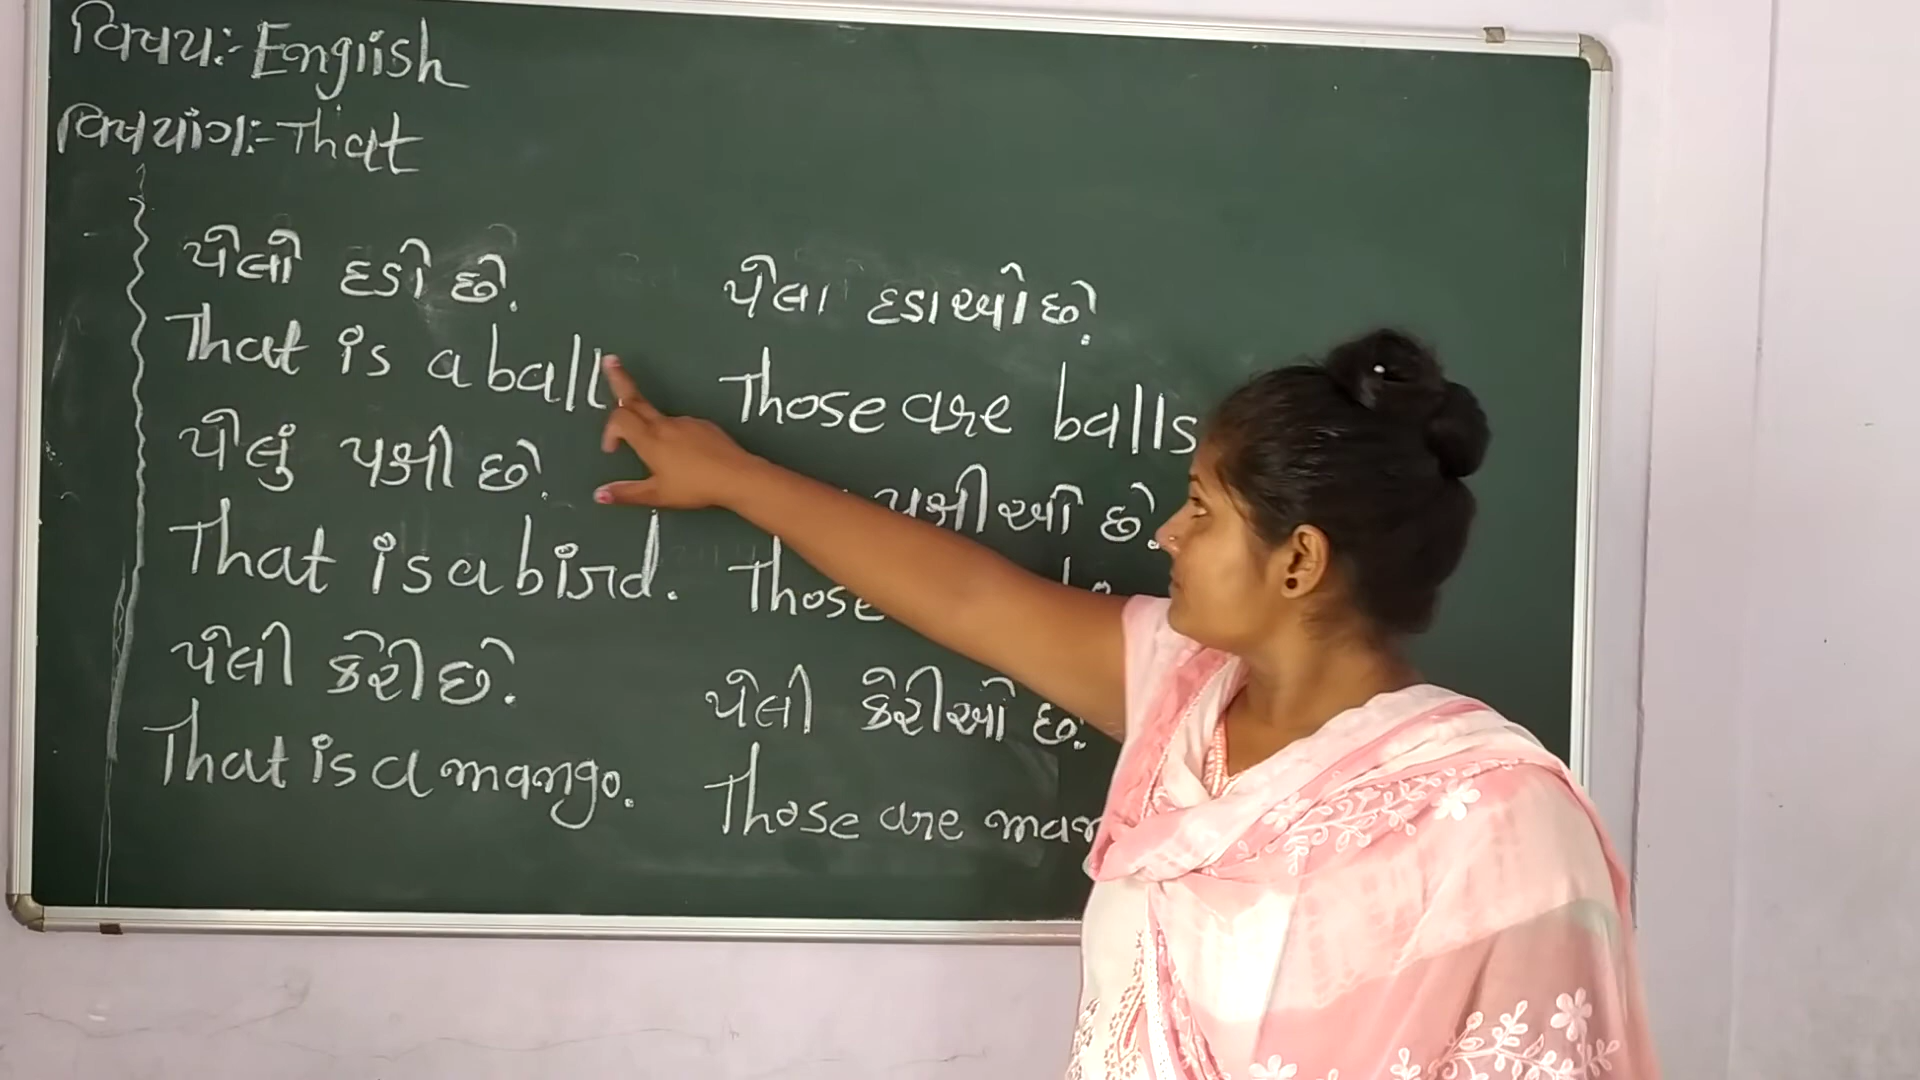 વિષય:- English
વિષયાંગ:- That
પેલો દડો છે.
That is a ball
પેલું પક્ષી છે.
That is a bird.
પેલી કેરી છે.
That is a mango.
પેલા દડાઓ છે.
Those are balls
પક્ષીઓ છે.
Those
પેલી કેરીઓ છે.
Those are